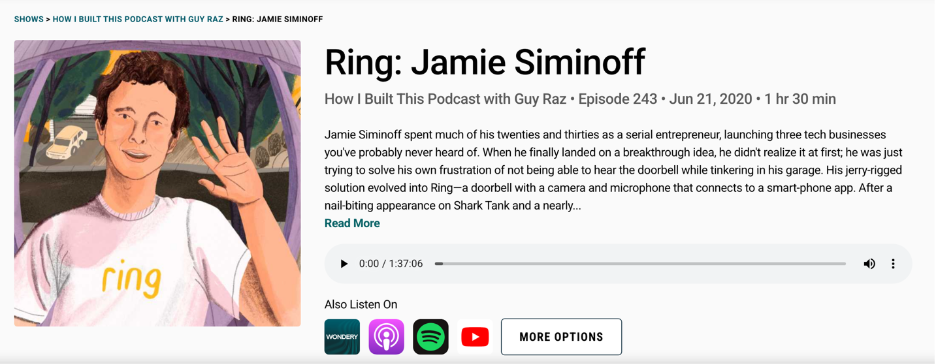 SHOWS > HOW I BUILT THIS PODCAST WITH GUY RAZ > RING: JAMIE SIMINOFF
ring
Ring: Jamie Siminoff
How I Built This Podcast with Guy Raz • Episode 243 • Jun 21, 2020 • 1 hr 30 min
Jamie Siminoff spent much of his twenties and thirties as a serial entrepreneur, launching three tech businesses
you've probably never heard of. When he finally landed on a breakthrough idea, he didn't realize it at first; he was just
trying to solve his own frustration of not being able to hear the doorbell while tinkering in his garage. His jerry-rigged
solution evolved into Ring—a doorbell with a camera and microphone that connects to a smart-phone app. After a
nail-biting appearance on Shark Tank and a nearly...
Read More
0:00 / 1:37:06
Also Listen On
WONDERY
MORE OPTIONS